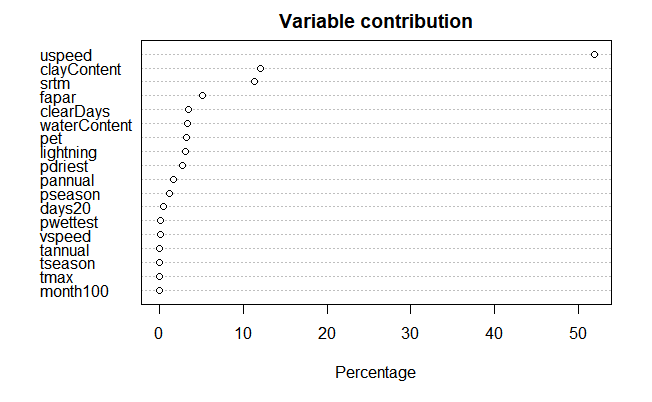 Variable contribution
uspeed
clayContent
srtm
fapar
clearDays
waterContent
pet
lightning
pdriest
pannual
pseason
days20
pwettest
vspeed
tannual
tseason
tmax
month100
0 10 20 30 40 50
Percentage